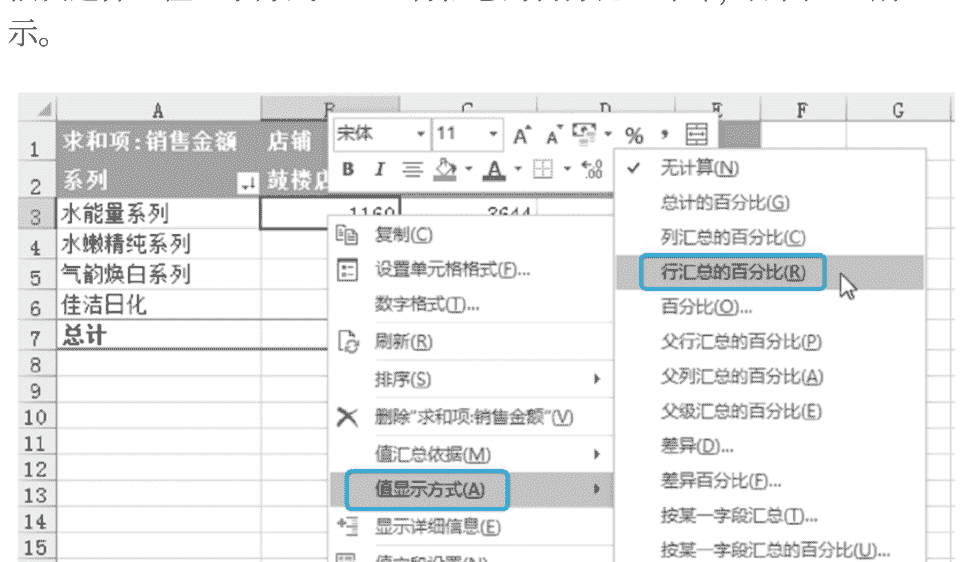 示。
A B C D E F G
1 求和项:销售金额 店铺
2 系列 鼓楼店
3 水能量系列 1160 3644
4 水嫩精纯系列
5 气韵焕白系列
6 佳洁日化
7 总计
8
9
10
11
12
13
14
15
宋体 11 A A % ,
B I A .00
复制(C)
设置单元格格式(F)...
数字格式(T)...
刷新(R)
排序(S)
删除"求和项:销售金额"(V)
值汇总依据(M)
值显示方式(A)
显示详细信息(E)
值字段设置(N)
无计算(N)
总计的百分比(G)
列汇总的百分比(C)
行汇总的百分比(R)
百分比(O)...
父行汇总的百分比(P)
父列汇总的百分比(A)
父级汇总的百分比(E)
差异(D)...
差异百分比(F)...
按某一字段汇总(T)...
按某一字段汇总的百分比(U)...